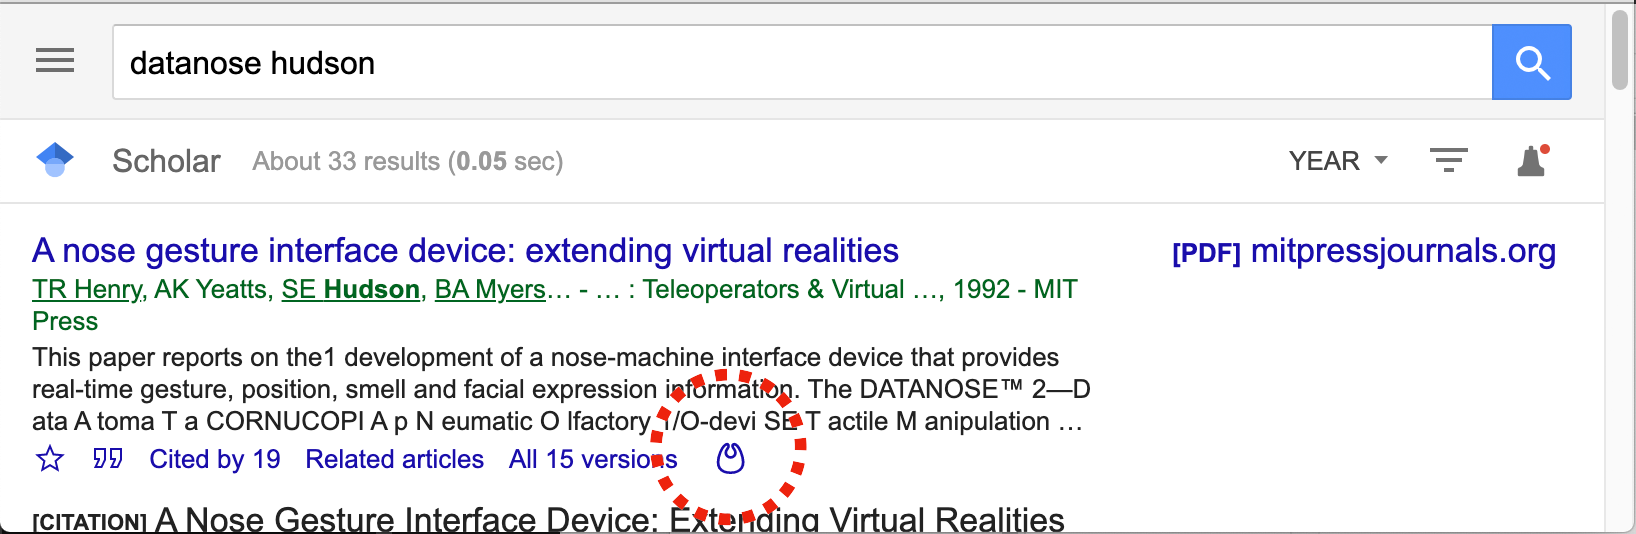 datanose hudson
Scholar About 33 results (0.05 sec) YEAR
A nose gesture interface device: extending virtual realities [PDF] mitpressjournals.org
TR Henry, AK Yeatts, SE Hudson, BA Myers… - … : Teleoperators & Virtual …, 1992 - MIT
Press
This paper reports on the1 development of a nose-machine interface device that provides
real-time gesture, position, smell and facial expression information. The DATANOSE™ 2—D
ata A toma T a CORNUCOPI A p N eumatic O lfactory I/O-devi SE T actile M anipulation …
Cited by 19 Related articles All 15 versions
[CITATION] A Nose Gesture Interface Device: Extending Virtual Realities